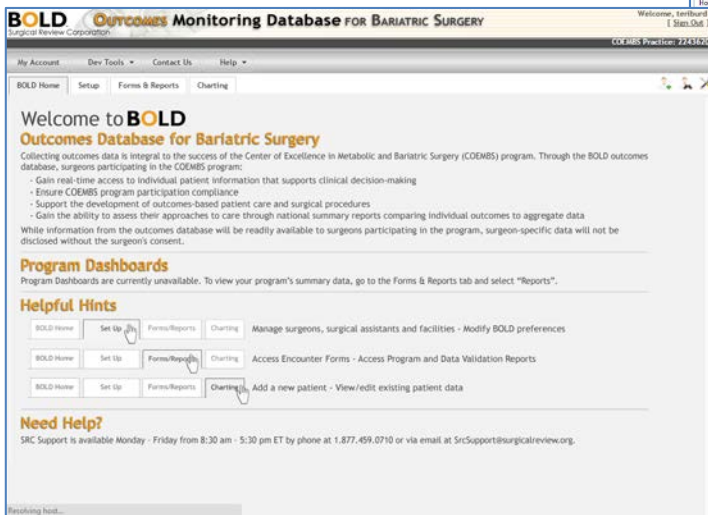 BOLD OUTCOMES MONITORING DATABASE FOR BARIATRIC SURGERY
Surgical Review Corporation
Welcome, teriburd
[ Sign Out ]
COEMBS Practice: 2243620
My Account Dev Tools Contact Us Help
BOLD Home Setup Forms & Reports Charting
Welcome to BOLD
Outcomes Database for Bariatric Surgery
Collecting outcomes data is integral to the success of the Center of Excellence in Metabolic and Bariatric Surgery (COEMBS) program. Through the BOLD outcomes
database, surgeons participating in the COEMBS program:
- Gain real-time access to individual patient information that supports clinical decision-making
- Ensure COEMBS program participation compliance
- Support the development of outcomes-based patient care and surgical procedures
- Gain the ability to assess their approaches to care through national summary reports comparing individual outcomes to aggregate data
While information from the outcomes database will be readily available to surgeons participating in the program, surgeon-specific data will not be
disclosed without the surgeon's consent.
Program Dashboards
Program Dashboards are currently unavailable. To view your program's summary data, go to the Forms & Reports tab and select "Reports".
Helpful Hints
BOLD Home Set Up Forms/Reports Charting Manage surgeons, surgical assistants and facilities - Modify BOLD preferences
BOLD Home Set Up Forms/Reports Charting Access Encounter Forms - Access Program and Data Validation Reports
BOLD Home Set Up Forms/Reports Charting Add a new patient - View/edit existing patient data
Need Help?
SRC Support is available Monday - Friday from 8:30 am - 5:30 pm ET by phone at 1.877.459.0710 or via email at SrcSupport@surgicalreview.org.
Resolving host...